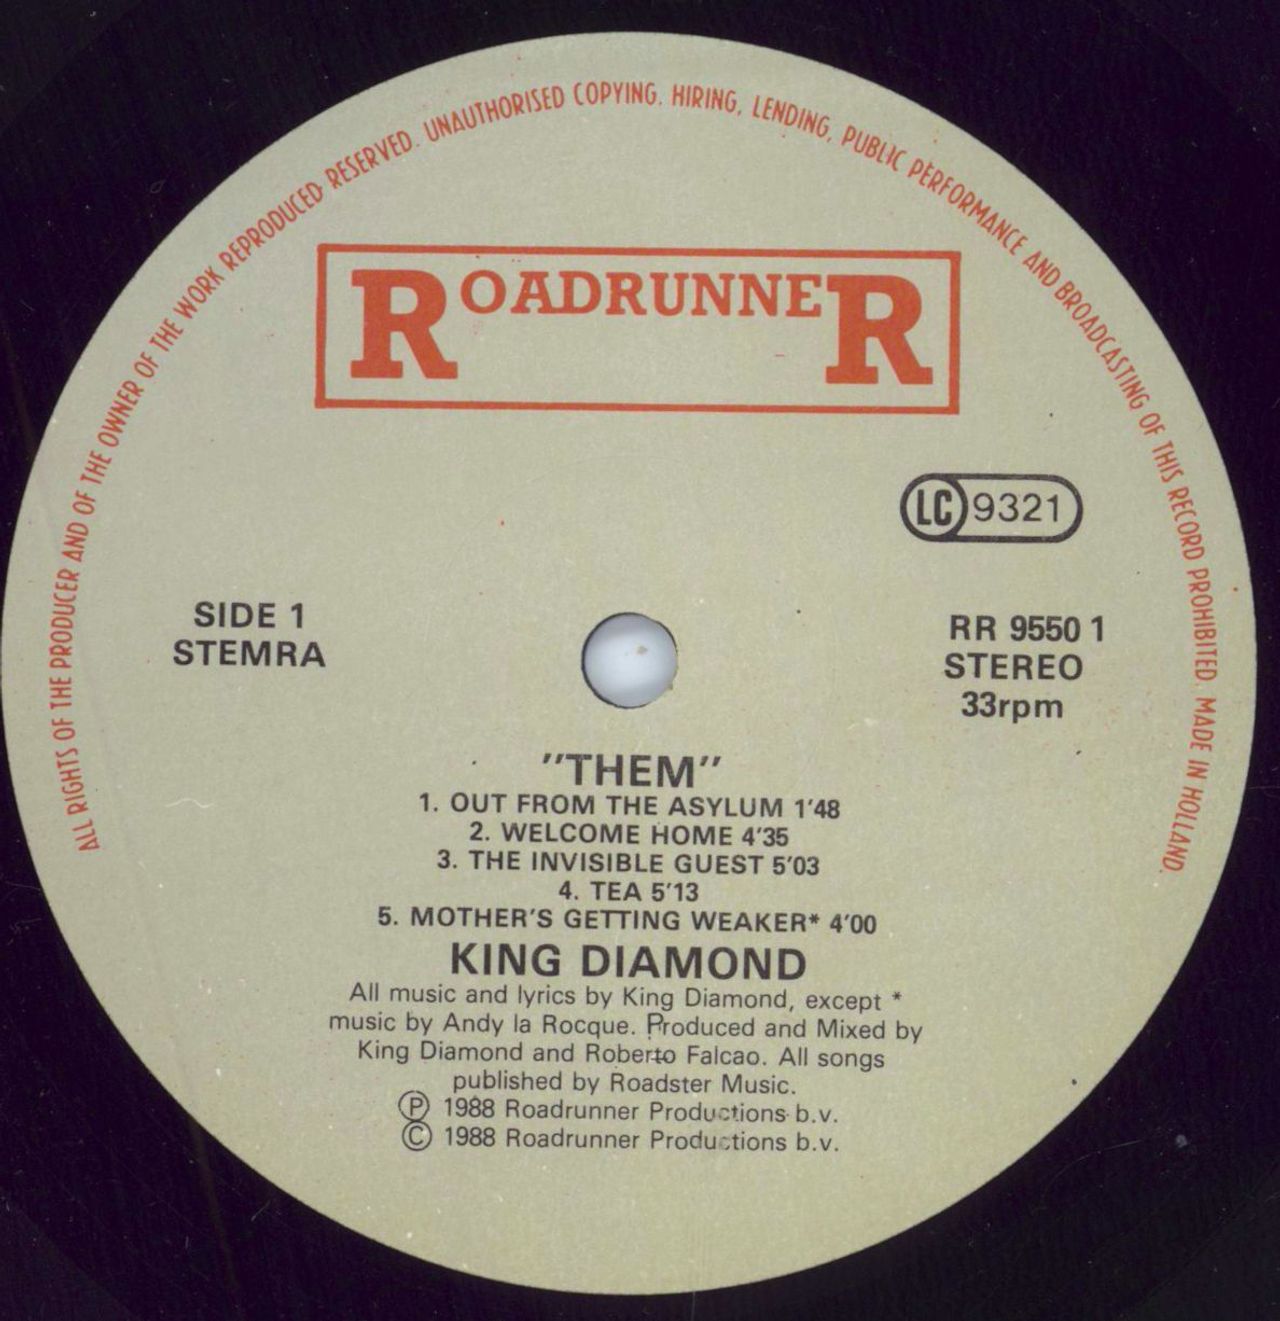 ALL RIGHTS OF THE PRODUCER AND OF THE OWNER OF THE WORK REPRODUCED RESERVED. UNAUTHORISED COPYING, HIRING, LENDING, PUBLIC PERFORMANCE AND BROADCASTING OF THIS RECORD PROHIBITED. MADE IN HOLLAND.
ROADRUNNER
LC 9321
SIDE 1
STEMRA
RR 9550 1
STEREO
33rpm
"THEM"
1. OUT FROM THE ASYLUM 1'48
2. WELCOME HOME 4'35
3. THE INVISIBLE GUEST 5'03
4. TEA 5'13
5. MOTHER'S GETTING WEAKER* 4'00
KING DIAMOND
All music and lyrics by King Diamond, except *
music by Andy la Rocque. Produced and Mixed by
King Diamond and Roberto Falcao. All songs
published by Roadster Music.
Ⓟ 1988 Roadrunner Productions b.v.
© 1988 Roadrunner Productions b.v.